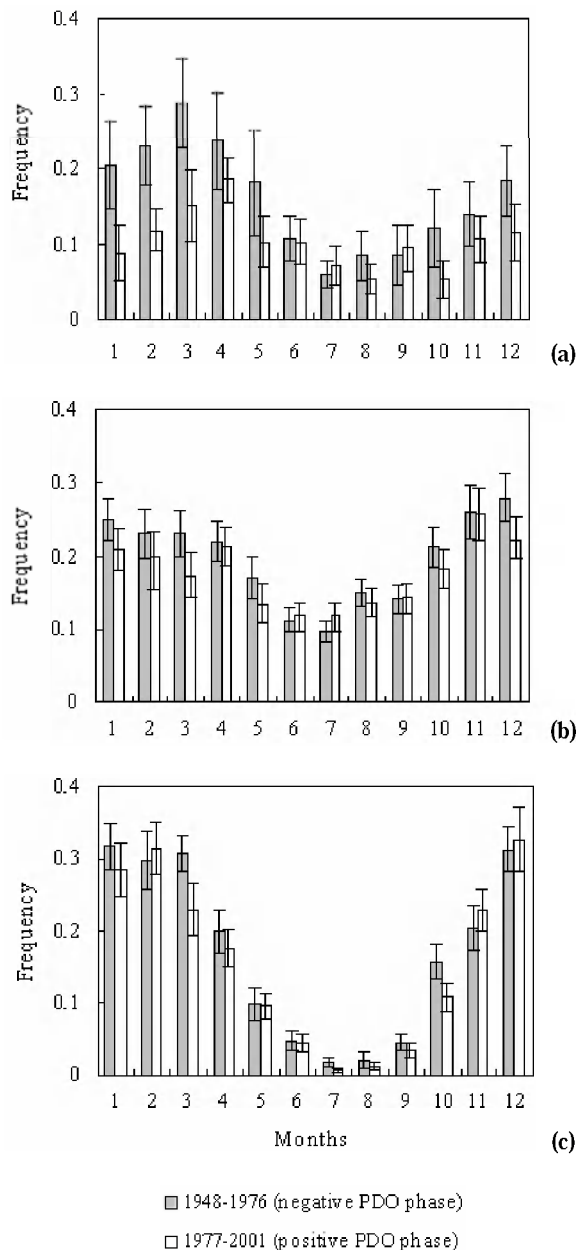 0.4
0.3
0.2
0.1
0
Frequency
1 2 3 4 5 6 7 8 9 10 11 12
(a)
0.4
0.3
0.2
0.1
0
Frequency
1 2 3 4 5 6 7 8 9 10 11 12
(b)
0.4
0.3
0.2
0.1
0
Frequency
1 2 3 4 5 6 7 8 9 10 11 12
Months
(c)
1948-1976 (negative PDO phase)
1977-2001 (positive PDO phase)